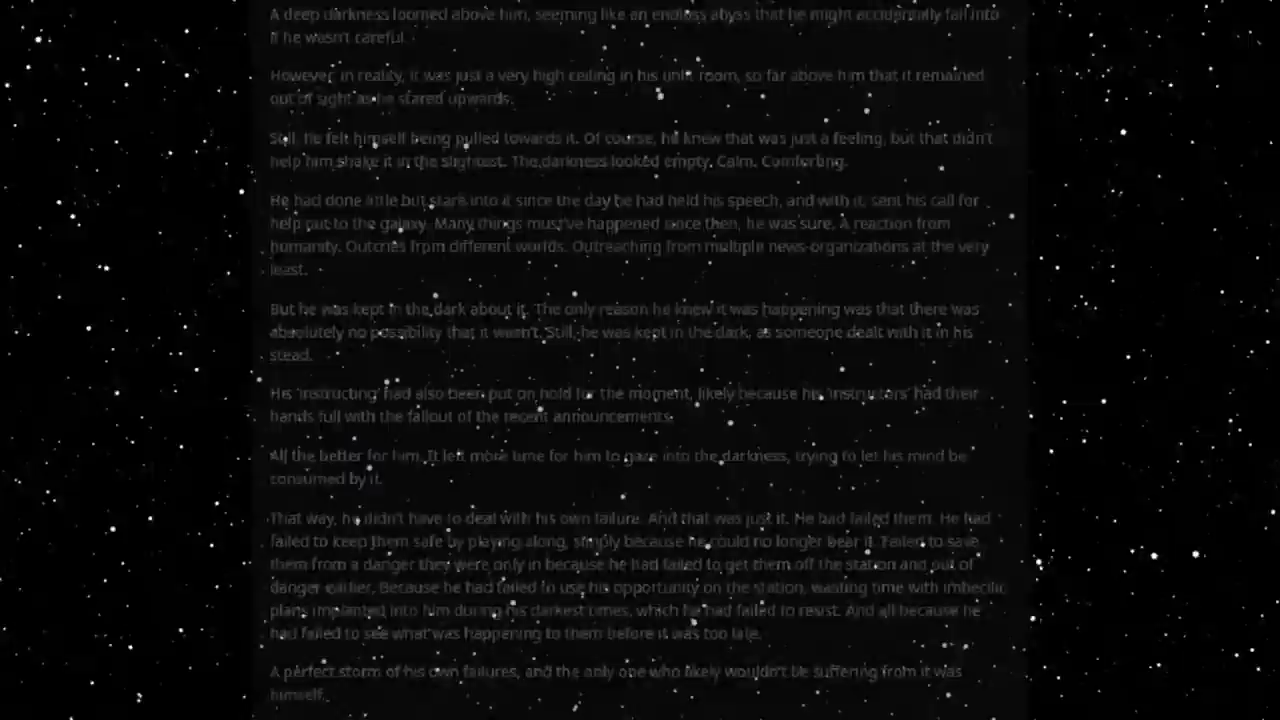 A deep darkness loomed above him, seeming like an endless abyss that he might accidentally fall into
if he wasn't careful.
However, in reality, it was just a very high ceiling in his unlit room, so far above him that it remained
out of sight as he stared upwards.
Still, he felt himself being pulled towards it. Of course, he knew that was just a feeling, but that didn't
help him shake it in the slightest. The darkness looked empty. Calm. Comforting.
He had done little but stare into it since the day he had held his speech, and with it, sent his call for
help out to the galaxy. Many things must've happened since then, he was sure. A reaction from
humanity. Outcries from different worlds. Outreaching from multiple news-organizations at the very
least.
But he was kept in the dark about it. The only reason he knew it was happening was that there was
absolutely no possibility that it wasn't. Still, he was kept in the dark, as someone dealt with it in his
stead.
His 'instructing' had also been put on hold for the moment, likely because his 'instructors' had their
hands full with the fallout of the recent announcements.
All the better for him. It left more time for him to gaze into the darkness, trying to let his mind be
consumed by it.
That way, he didn't have to deal with his own failure. And that was just it. He had failed them. He had
failed to keep them safe by playing along, simply because he could no longer bear it. Failed to save
them from a danger they were only in because he had failed to get them off the station and out of
danger earlier. Because he had failed to use his opportunity on the station, wasting time with imbecilic
plans implanted into him during his darkest times, which he had failed to resist. And all because he
had failed to see what was happening to them before it was too late.
A perfect storm of his own failures, and the only one who likely wouldn't be suffering from it was
himself.